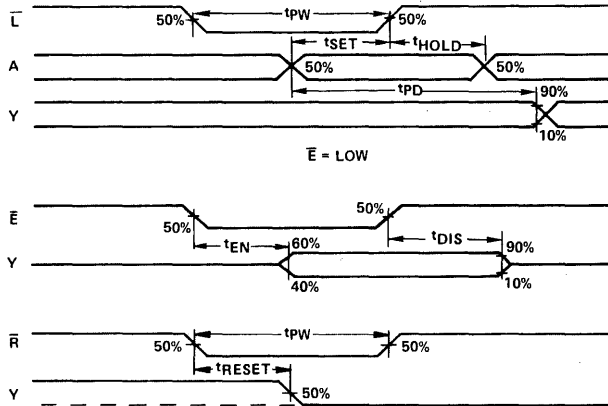 L̅ 50% tPW 50%
tSET tHOLD
A 50% 50%
tPD
Y 90%
10%
E̅ = LOW
E̅ 50% 50%
tEN tDIS
Y 60% 90%
40% 10%
R̅ 50% tPW 50%
tRESET
Y 50%